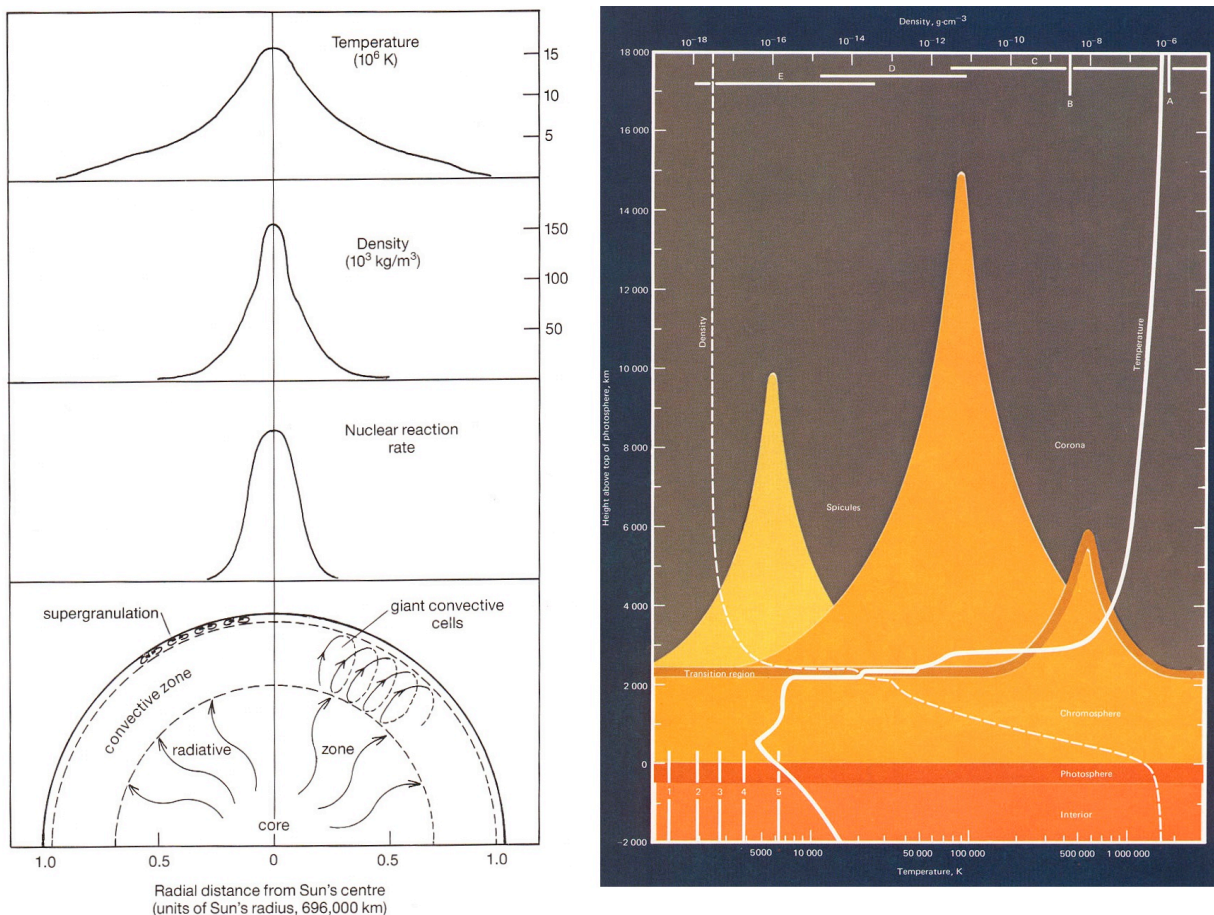 Temperature
(10⁶ K)
15
10
5
Density
(10³ kg/m³)
150
100
50
Nuclear reaction
rate
supergranulation
giant convective
cells
convective zone
radiative
zone
core
1.0 0.5 0 0.5 1.0
Radial distance from Sun's centre
(units of Sun's radius, 696,000 km)
Density, g·cm⁻³
10⁻¹⁸ 10⁻¹⁶ 10⁻¹⁴ 10⁻¹² 10⁻¹⁰ 10⁻⁸ 10⁻⁶
18 000
16 000
14 000
12 000
10 000
8 000
6 000
4 000
2 000
0
−2 000
Height above top of photosphere, km
E
D
C
B
A
Density
Temperature
Corona
Spicules
Transition region
Chromosphere
Photosphere
1 2 3 4 5
Interior
5000 10 000 50 000 100 000 500 000 1 000 000
Temperature, K